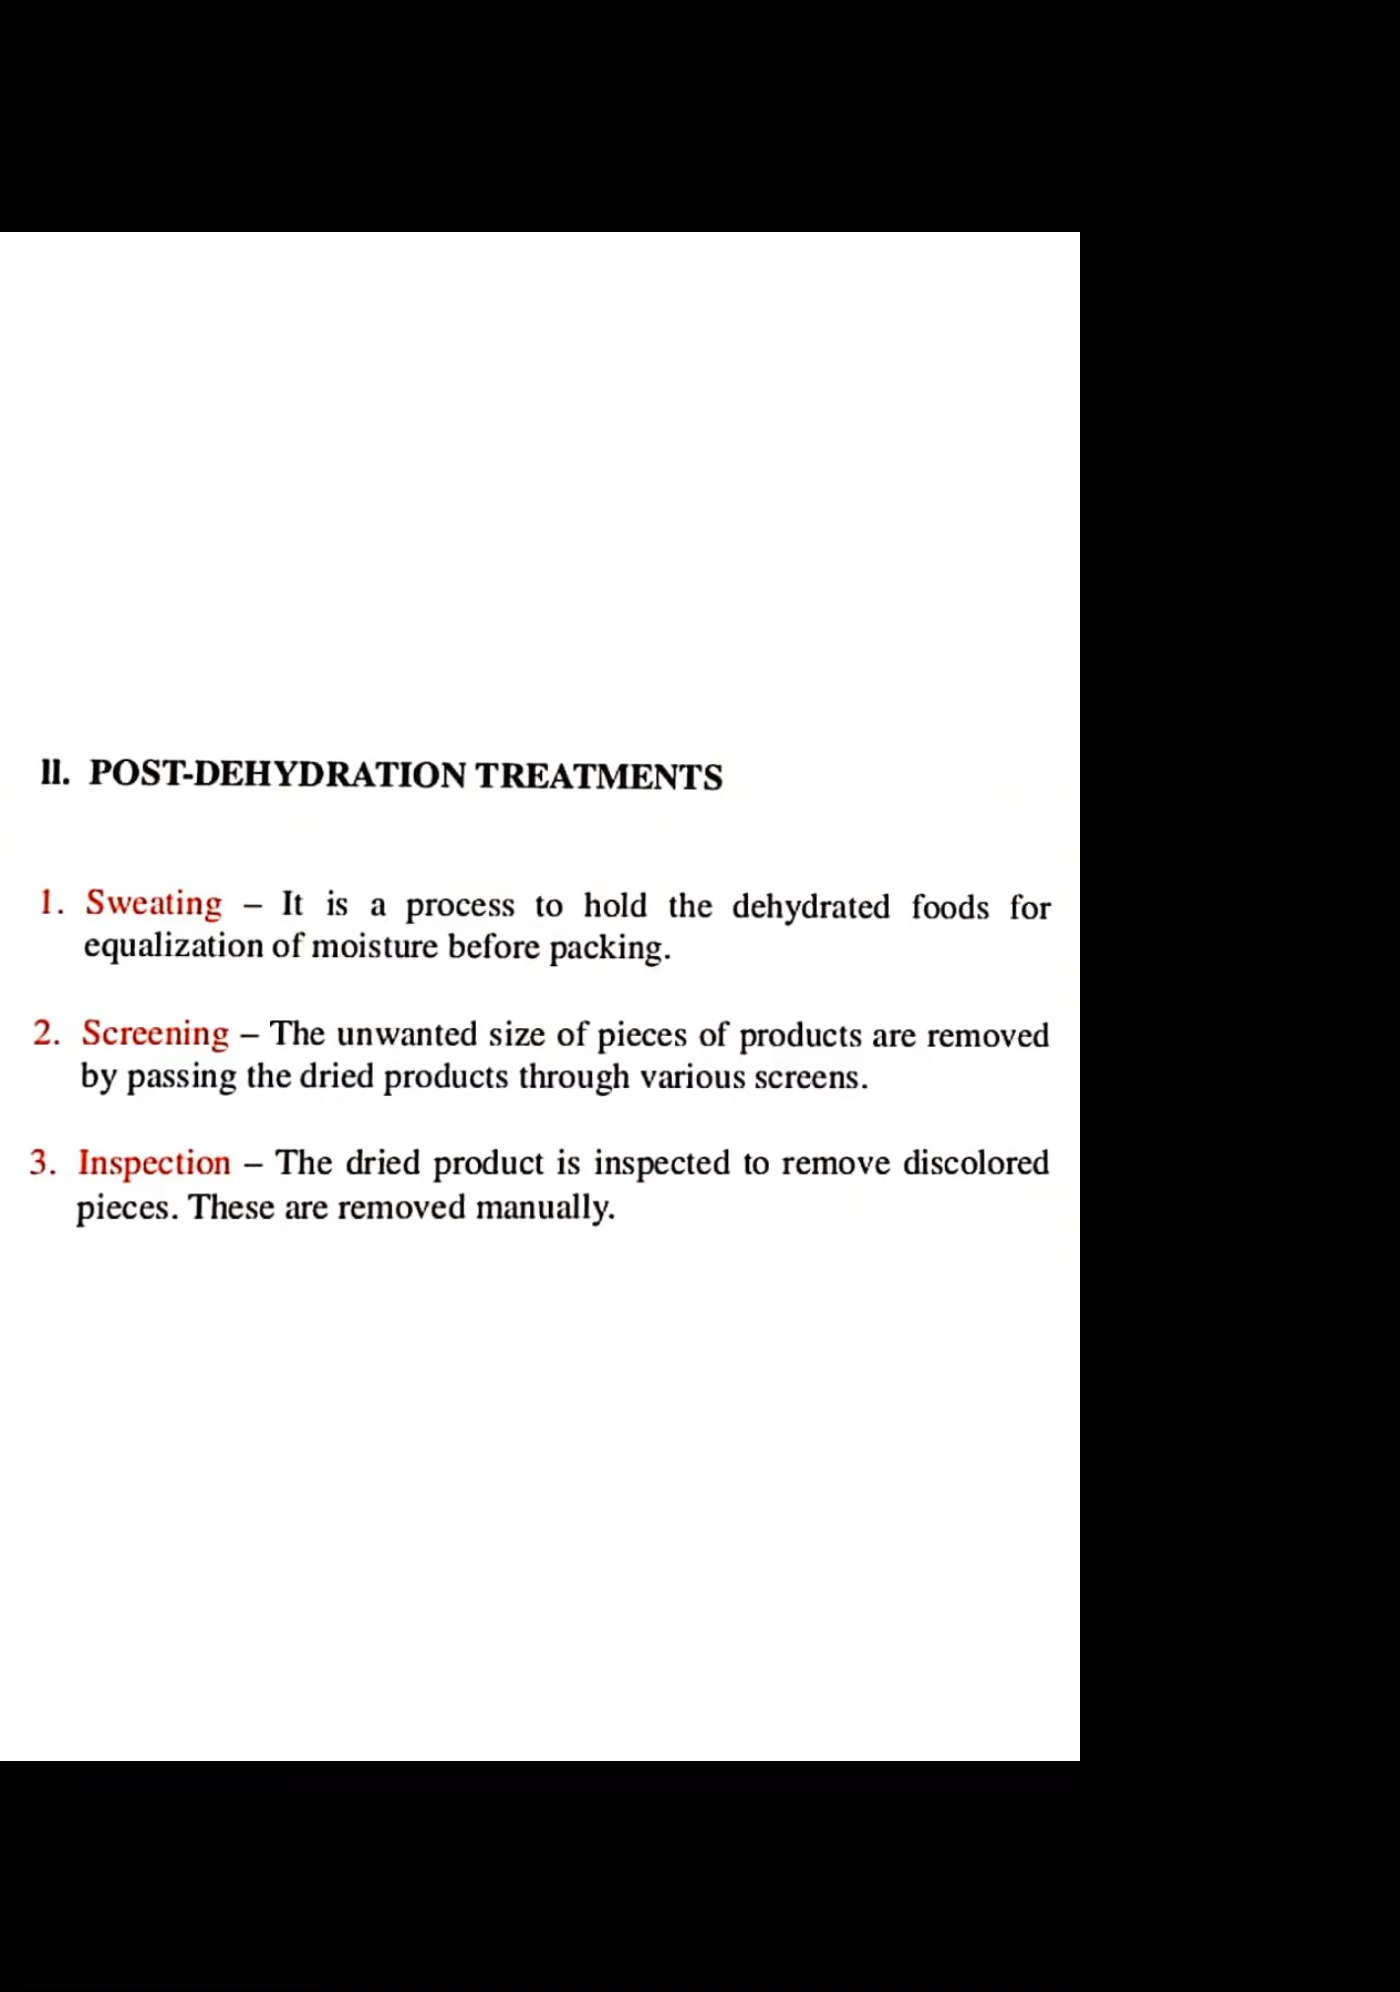 II. POST-DEHYDRATION TREATMENTS
1. Sweating – It is a process to hold the dehydrated foods for
equalization of moisture before packing.
2. Screening – The unwanted size of pieces of products are removed
by passing the dried products through various screens.
3. Inspection – The dried product is inspected to remove discolored
pieces. These are removed manually.